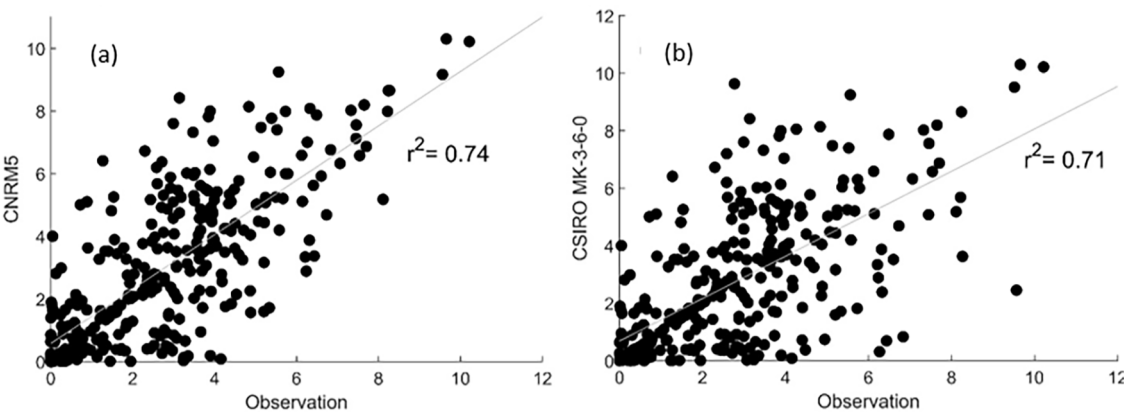 (a)
CNRM5
10
8
6
4
2
0
r²= 0.74
0 2 4 6 8 10 12
Observation
(b)
CSIRO MK-3-6-0
12
10
8
6
4
2
0
r²= 0.71
0 2 4 6 8 10 12
Observation